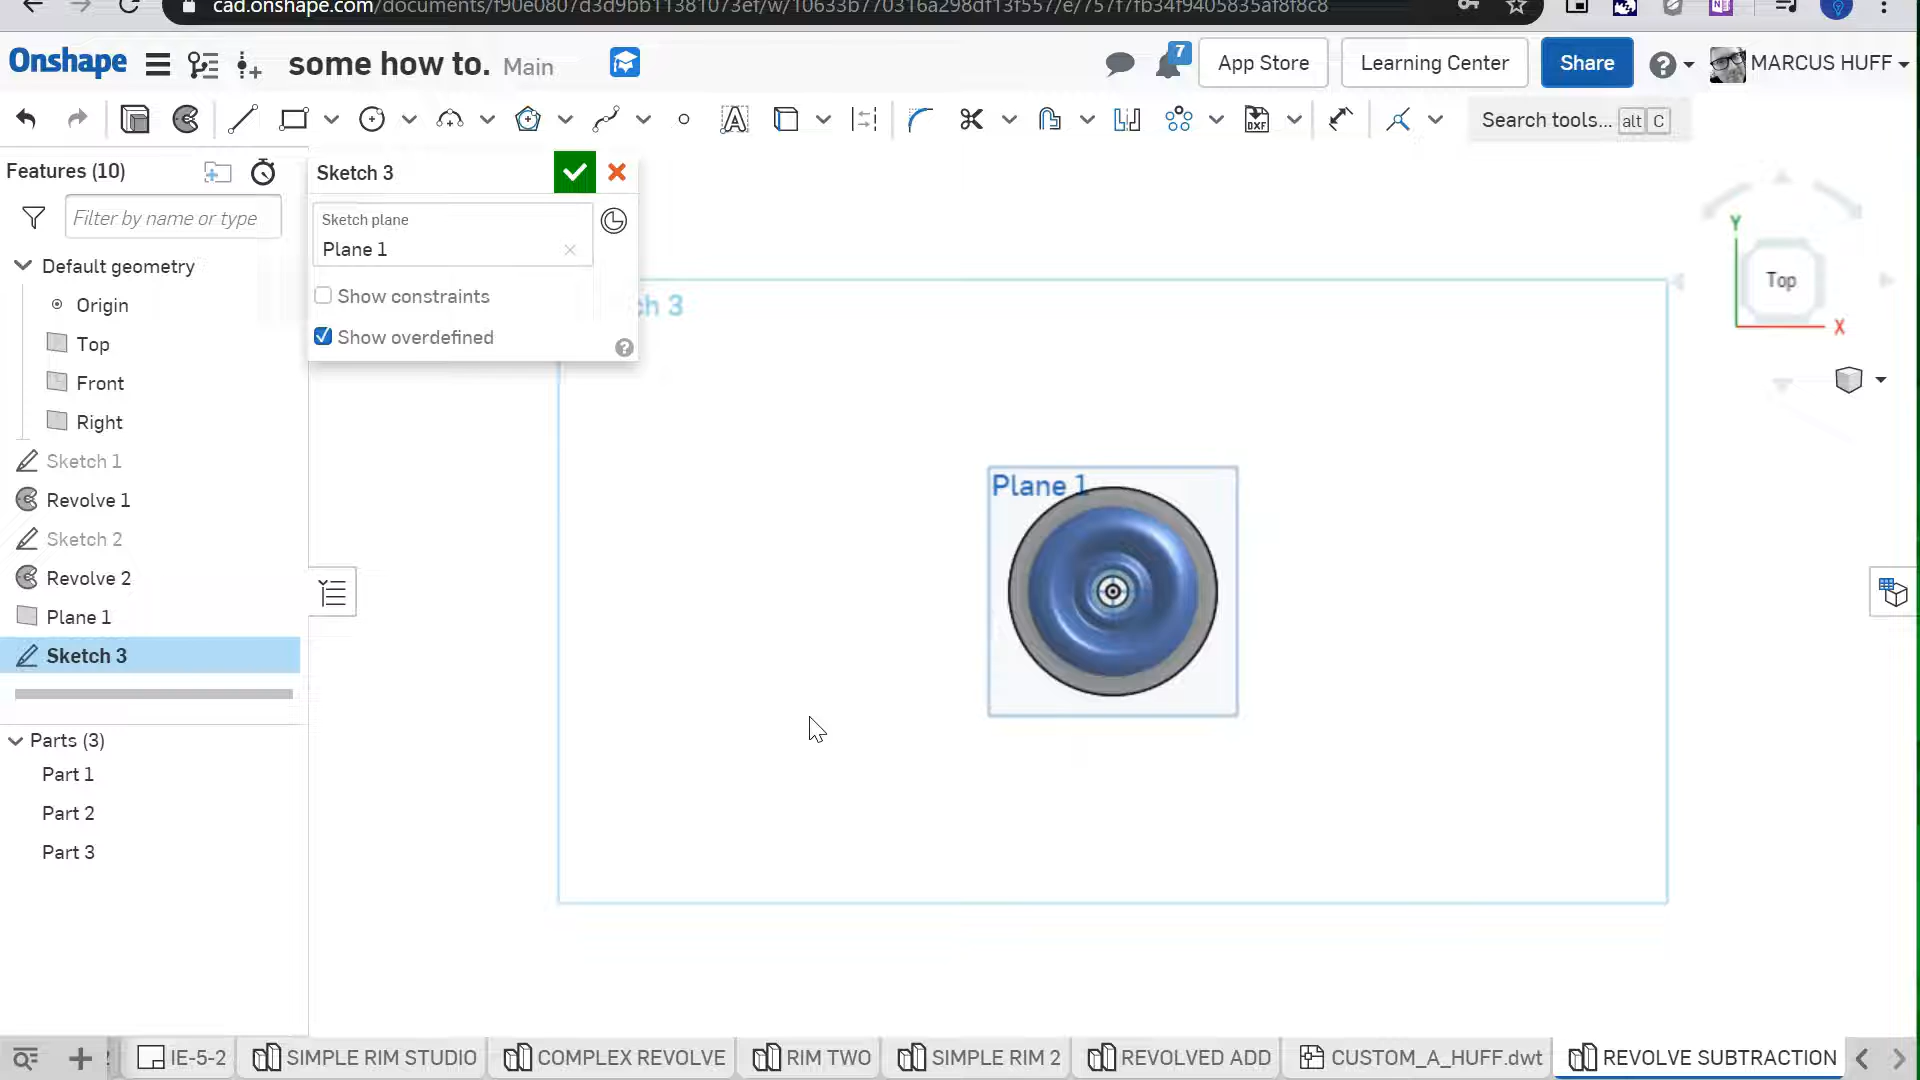 cad.onshape.com/documents/f90e0807d3d9bb11381073ef/w/10633b770316a298df13f557/e/757f7fb34f9405835af8f8c8
Onshape
some how to. Main
7
App Store
Learning Center
Share
MARCUS HUFF
Search tools... alt C
DXF
Features (10)
Filter by name or type
Default geometry
Origin
Top
Front
Right
Sketch 1
Revolve 1
Sketch 2
Revolve 2
Plane 1
Sketch 3
Parts (3)
Part 1
Part 2
Part 3
Sketch 3
Sketch plane
Plane 1
Show constraints
Show overdefined
ch 3
Plane 1
Y
Top
X
IE-5-2
SIMPLE RIM STUDIO
COMPLEX REVOLVE
RIM TWO
SIMPLE RIM 2
REVOLVED ADD
CUSTOM_A_HUFF.dwt
REVOLVE SUBTRACTION